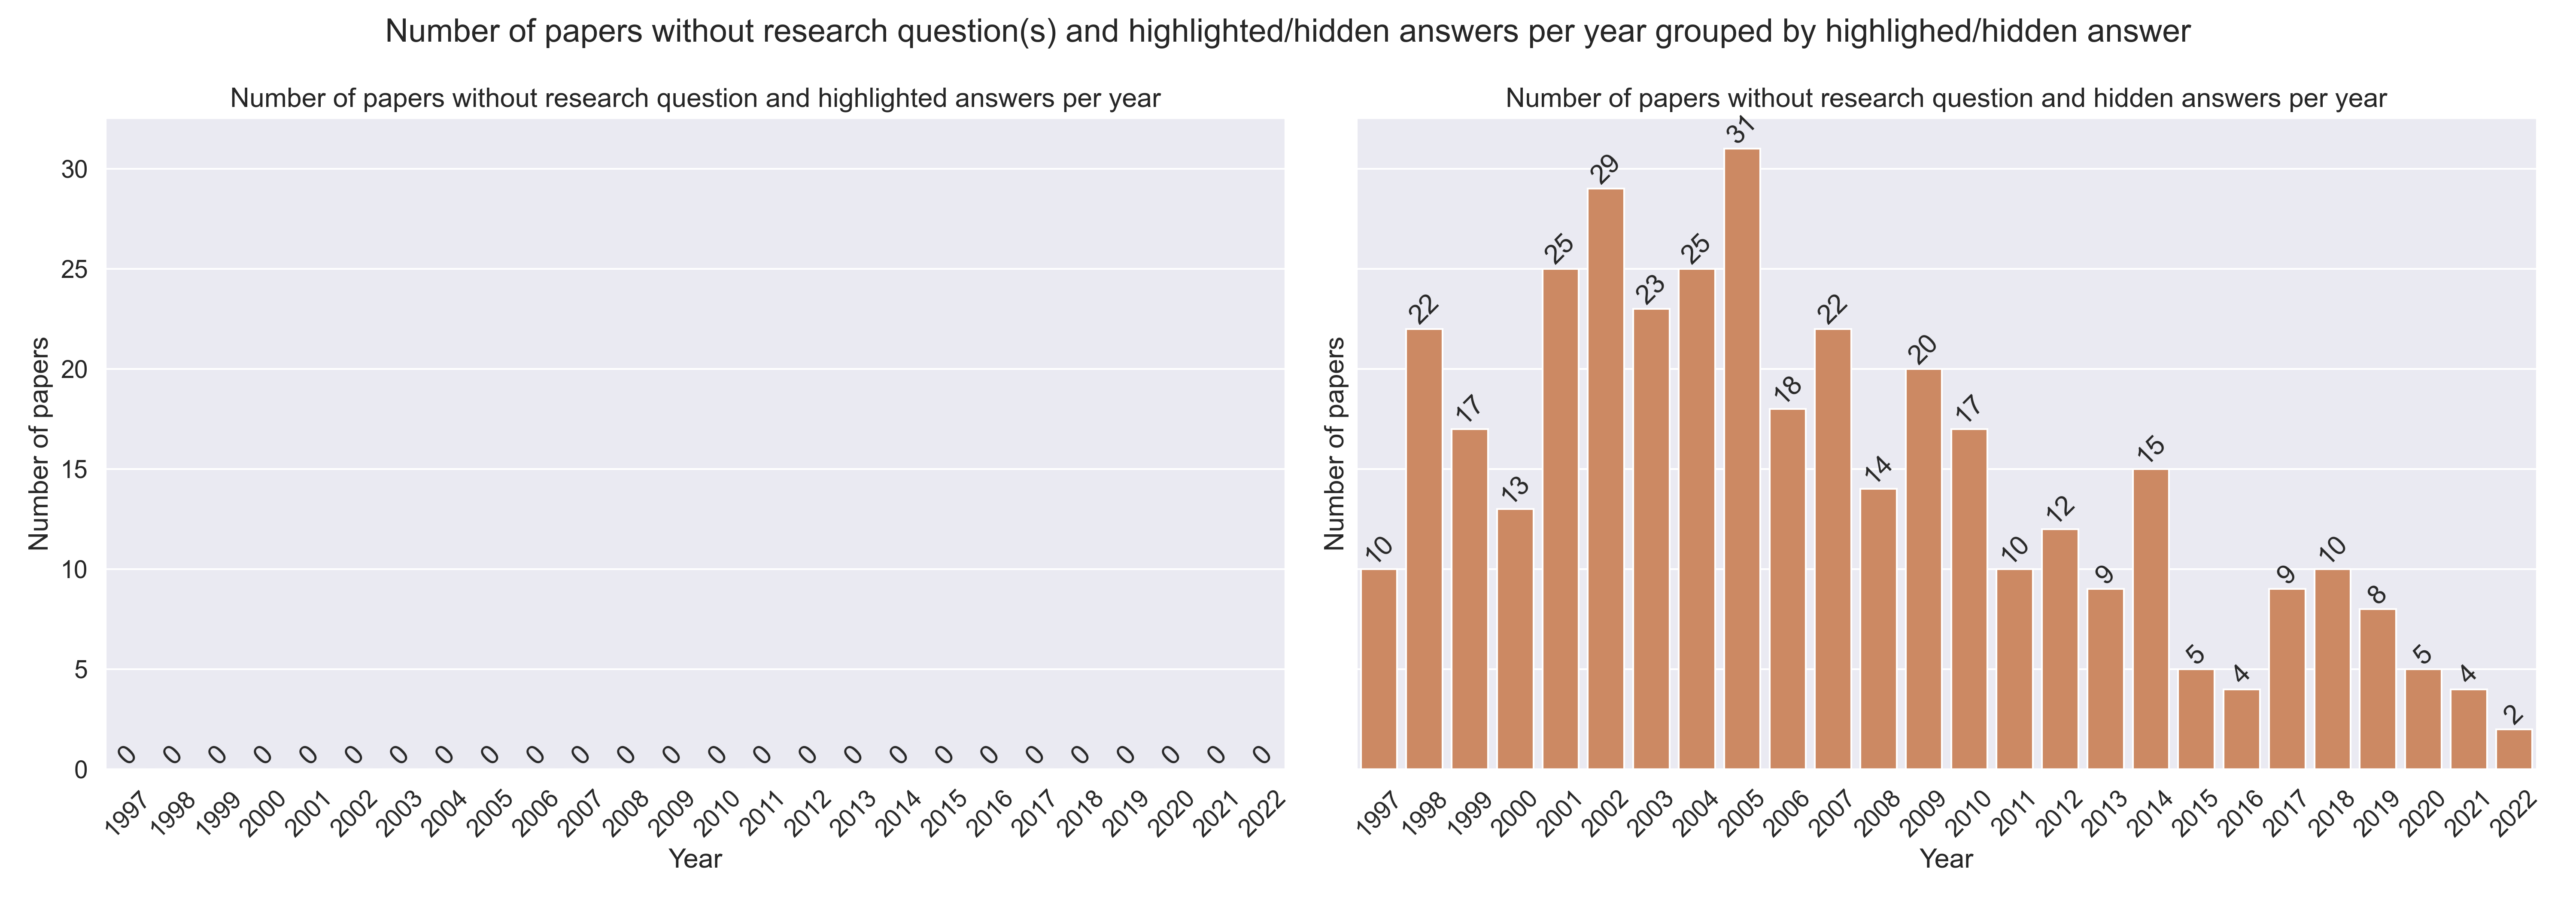 Number of papers without research question(s) and highlighted/hidden answers per year grouped by highlighed/hidden answer
Number of papers without research question and highlighted answers per year
Number of papers
30
25
20
15
10
5
0
0 0 0 0 0 0 0 0 0 0 0 0 0 0 0 0 0 0 0 0 0 0 0 0 0 0
1997 1998 1999 2000 2001 2002 2003 2004 2005 2006 2007 2008 2009 2010 2011 2012 2013 2014 2015 2016 2017 2018 2019 2020 2021 2022
Year
Number of papers without research question and hidden answers per year
Number of papers
10 22 17 13 25 29 23 25 31 18 22 14 20 17 10 12 9 15 5 4 9 10 8 5 4 2
1997 1998 1999 2000 2001 2002 2003 2004 2005 2006 2007 2008 2009 2010 2011 2012 2013 2014 2015 2016 2017 2018 2019 2020 2021 2022
Year